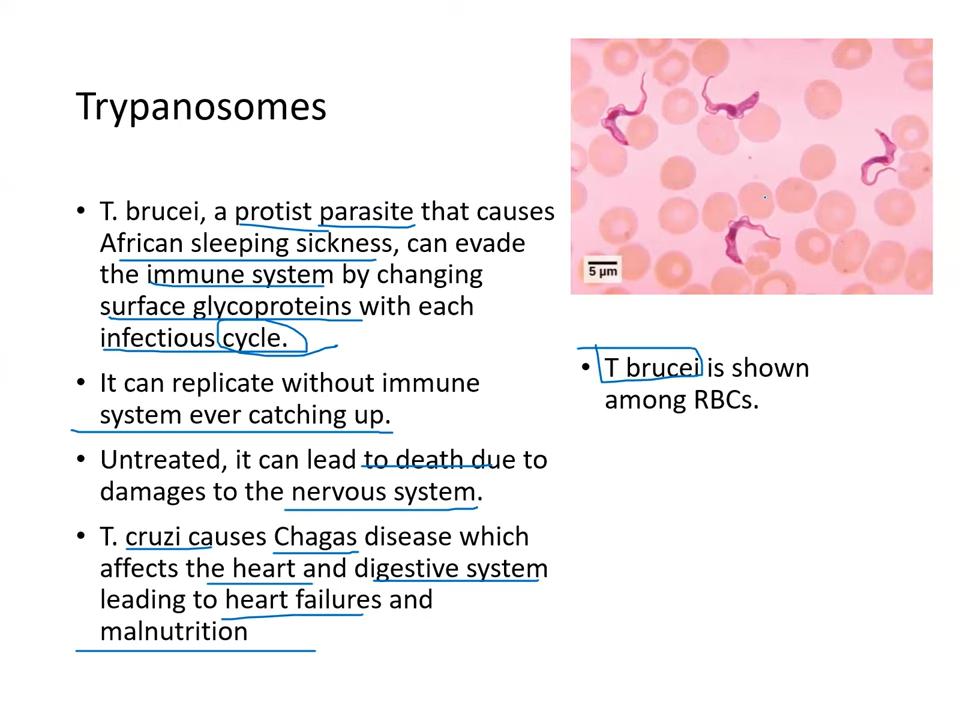 Trypanosomes
• T. brucei, a protist parasite that causes
African sleeping sickness, can evade
the immune system by changing
surface glycoproteins with each
infectious cycle.
• It can replicate without immune
system ever catching up.
• Untreated, it can lead to death due to
damages to the nervous system.
• T. cruzi causes Chagas disease which
affects the heart and digestive system
leading to heart failures and
malnutrition
5 µm
• T brucei is shown
among RBCs.